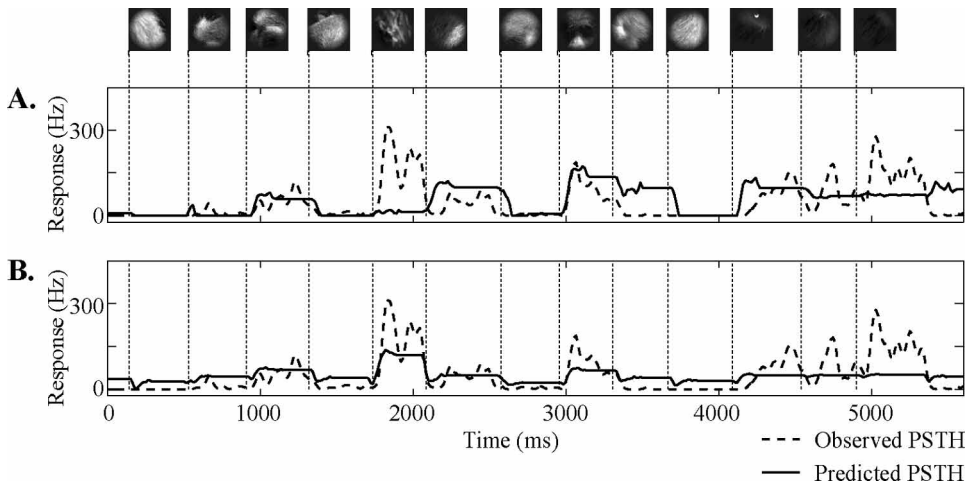 A.
Response (Hz)
300
0
B.
Response (Hz)
300
0
0 1000 2000 3000 4000 5000
Time (ms)
Observed PSTH
Predicted PSTH